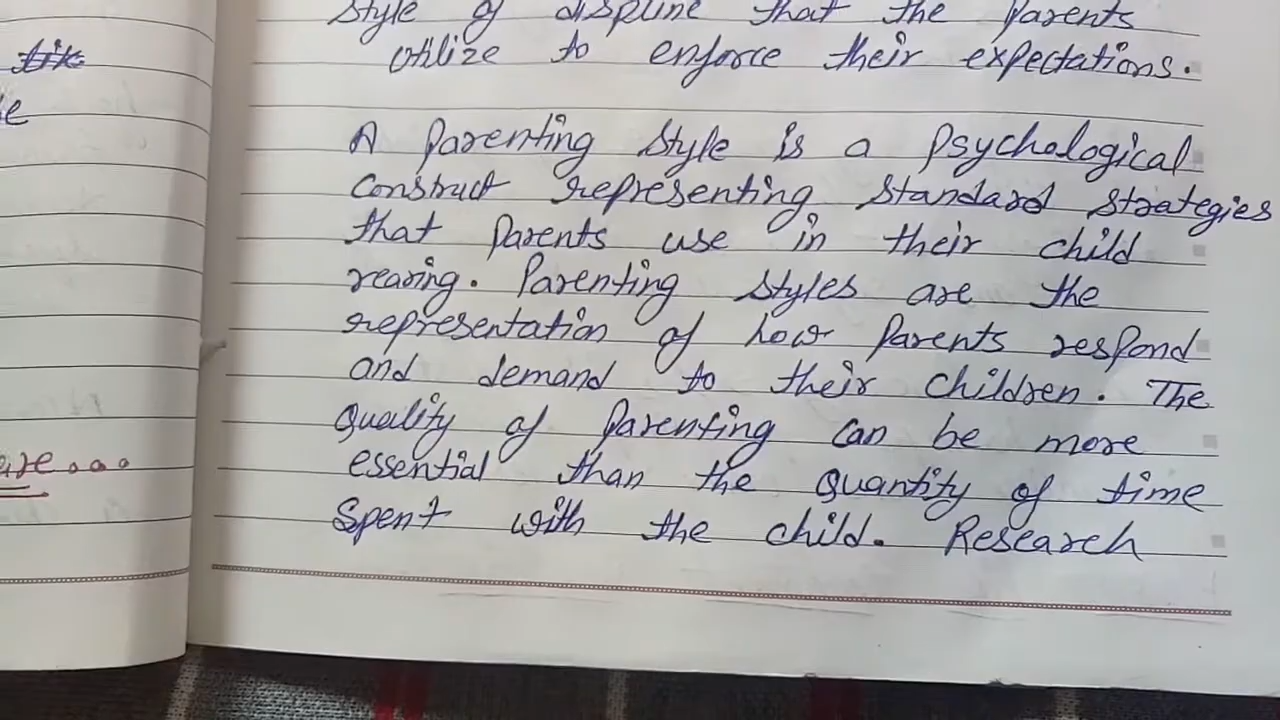 style of displine that the Parents
utilize to enforce their expectations.
A Parenting Style is a Psychological
Construct representing Standard Strategies
that Parents use in their child
rearing. Parenting Styles are the
representation of how Parents respond
and demand to their Children. The
Quality of Parenting can be more
essential than the Quantity of time
Spent with the child. Research